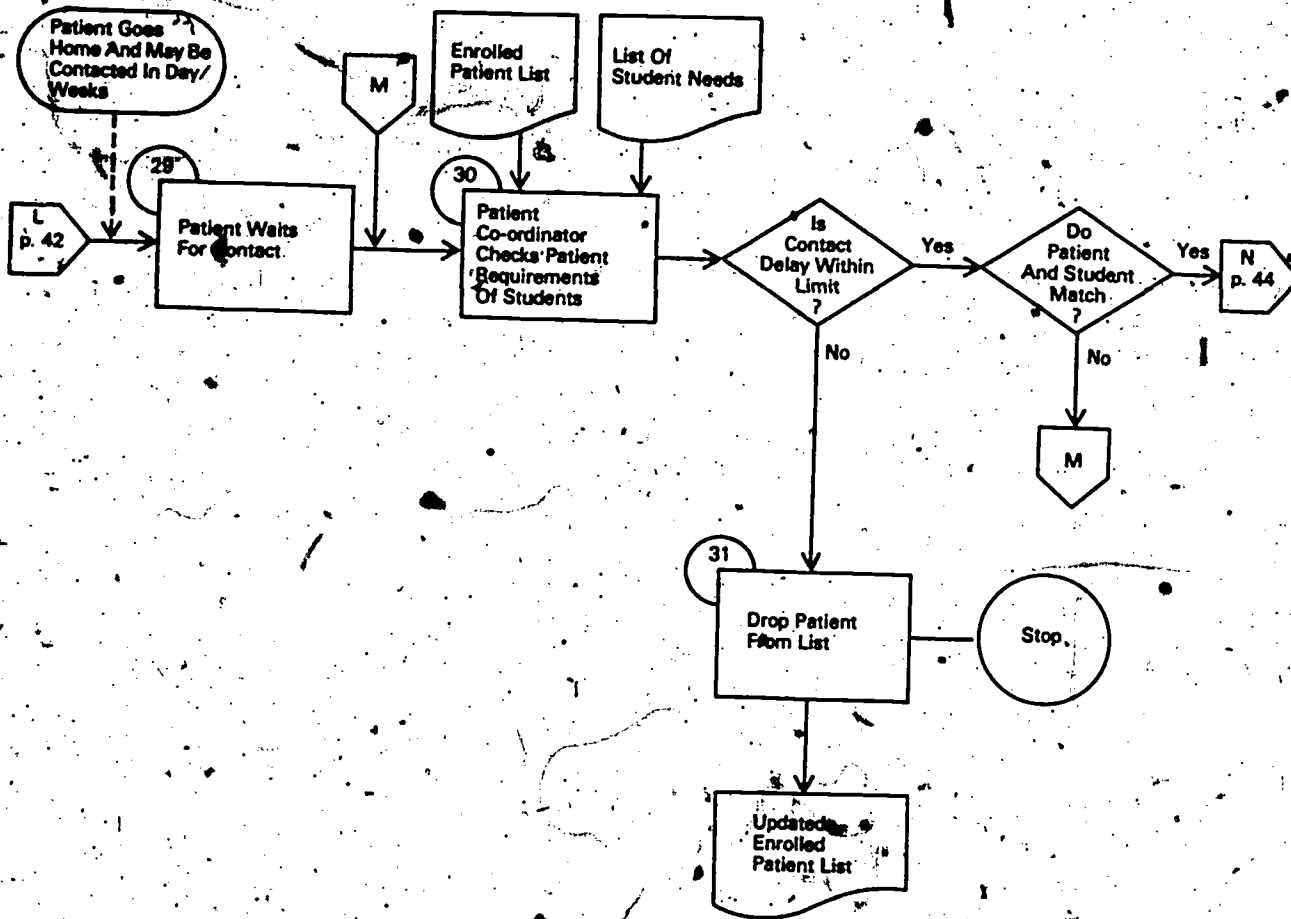 Patient Goes
Home And May Be
Contacted In Day/
Weeks
M
Enrolled
Patient List
List Of
Student Needs
L
p. 42
29
Patient Waits
For Contact
30
Patient
Co-ordinator
Checks Patient
Requirements
Of Students
Is
Contact
Delay Within
Limit
?
Yes
No
Do
Patient
And Student
Match
?
Yes
No
N
p. 44
M
31
Drop Patient
From List
Stop
Updated
Enrolled
Patient List